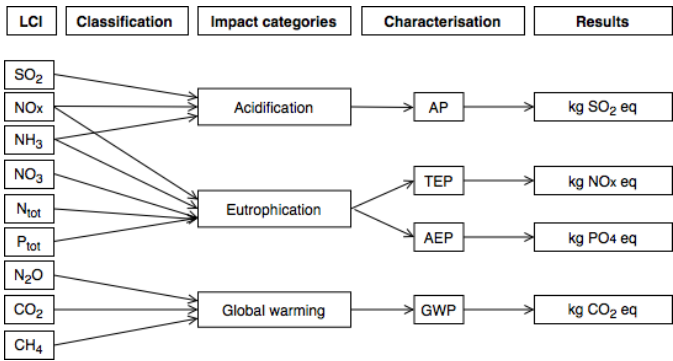 LCI Classification Impact categories Characterisation Results
SO2
NOx
NH3
NO3
Ntot
Ptot
N2O
CO2
CH4
Acidification AP kg SO2 eq
Eutrophication
TEP kg NOx eq
AEP kg PO4 eq
Global warming GWP kg CO2 eq